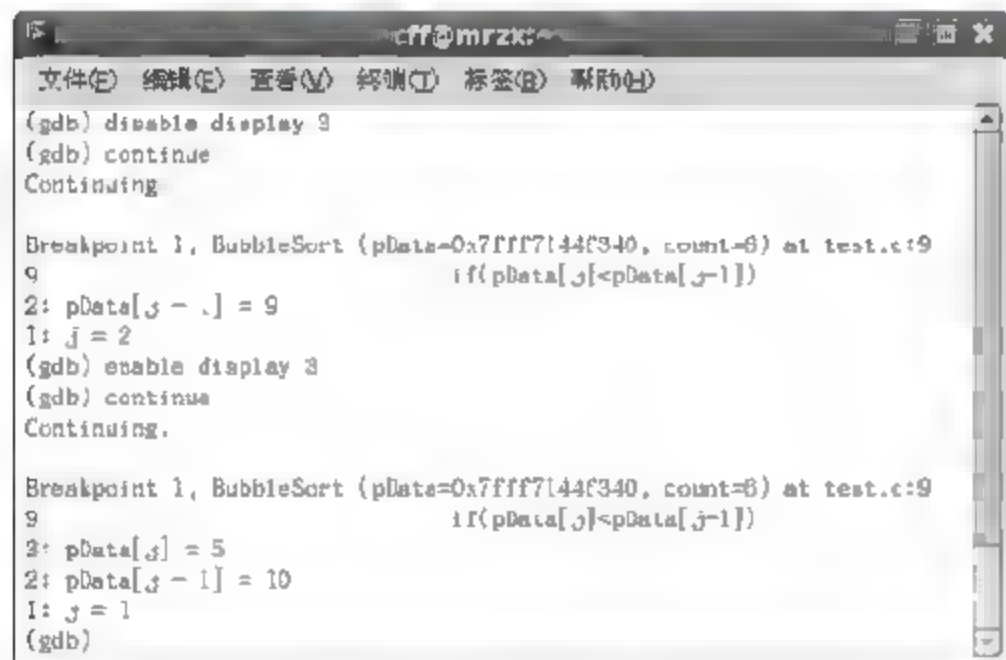 cff@mrzx:~
文件(F) 编辑(E) 查看(V) 终端(T) 标签(B) 帮助(H)
(gdb) disable display 3
(gdb) continue
Continuing.

Breakpoint 1, BubbleSort (pData=0x7fff7144f340, count=6) at test.c:9
9 if(pData[j]<pData[j-1])
2: pData[j - 1] = 9
1: j = 2
(gdb) enable display 3
(gdb) continue
Continuing.

Breakpoint 1, BubbleSort (pData=0x7fff7144f340, count=6) at test.c:9
9 if(pData[j]<pData[j-1])
3: pData[j] = 5
2: pData[j - 1] = 10
1: j = 1
(gdb)